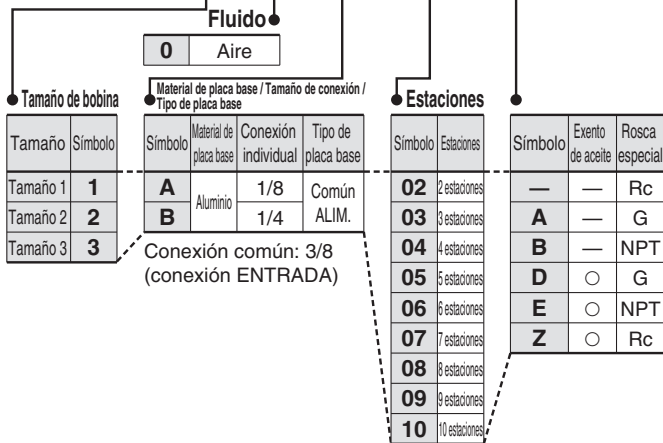 Fluido
0 Aire
Tamaño de bobina
Tamaño Símbolo
Tamaño 1 1
Tamaño 2 2
Tamaño 3 3
Material de placa base / Tamaño de conexión /
Tipo de placa base
Símbolo Material de placa base Conexión individual Tipo de placa base
A Aluminio 1/8 Común ALIM.
B 1/4
Conexión común: 3/8
(conexión ENTRADA)
Estaciones
Símbolo Estaciones
02 2 estaciones
03 3 estaciones
04 4 estaciones
05 5 estaciones
06 6 estaciones
07 7 estaciones
08 8 estaciones
09 9 estaciones
10 10 estaciones
Símbolo Exento de aceite Rosca especial
— — Rc
A — G
B — NPT
D ○ G
E ○ NPT
Z ○ Rc